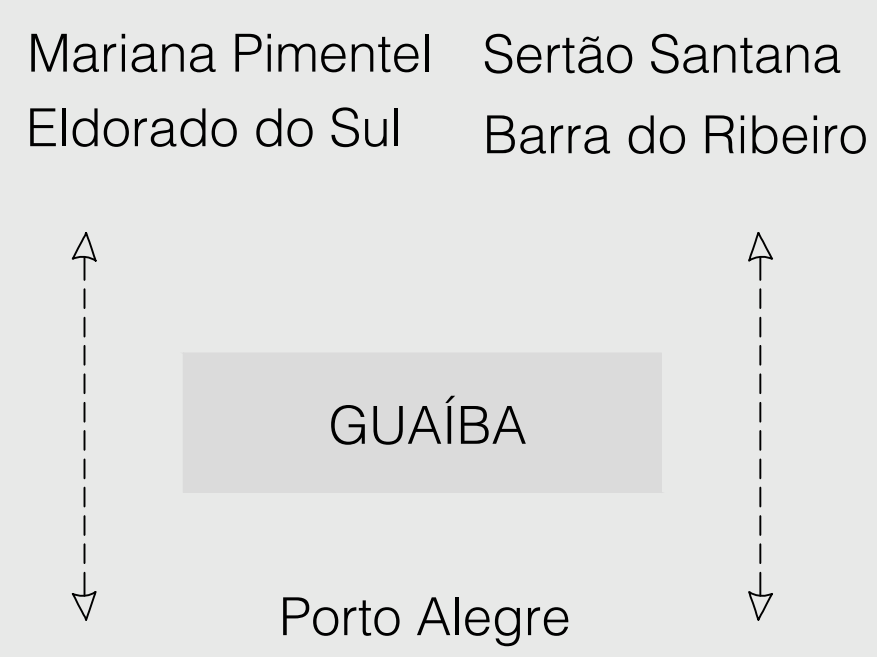 Mariana Pimentel
Eldorado do Sul
Sertão Santana
Barra do Ribeiro
GUAÍBA
Porto Alegre